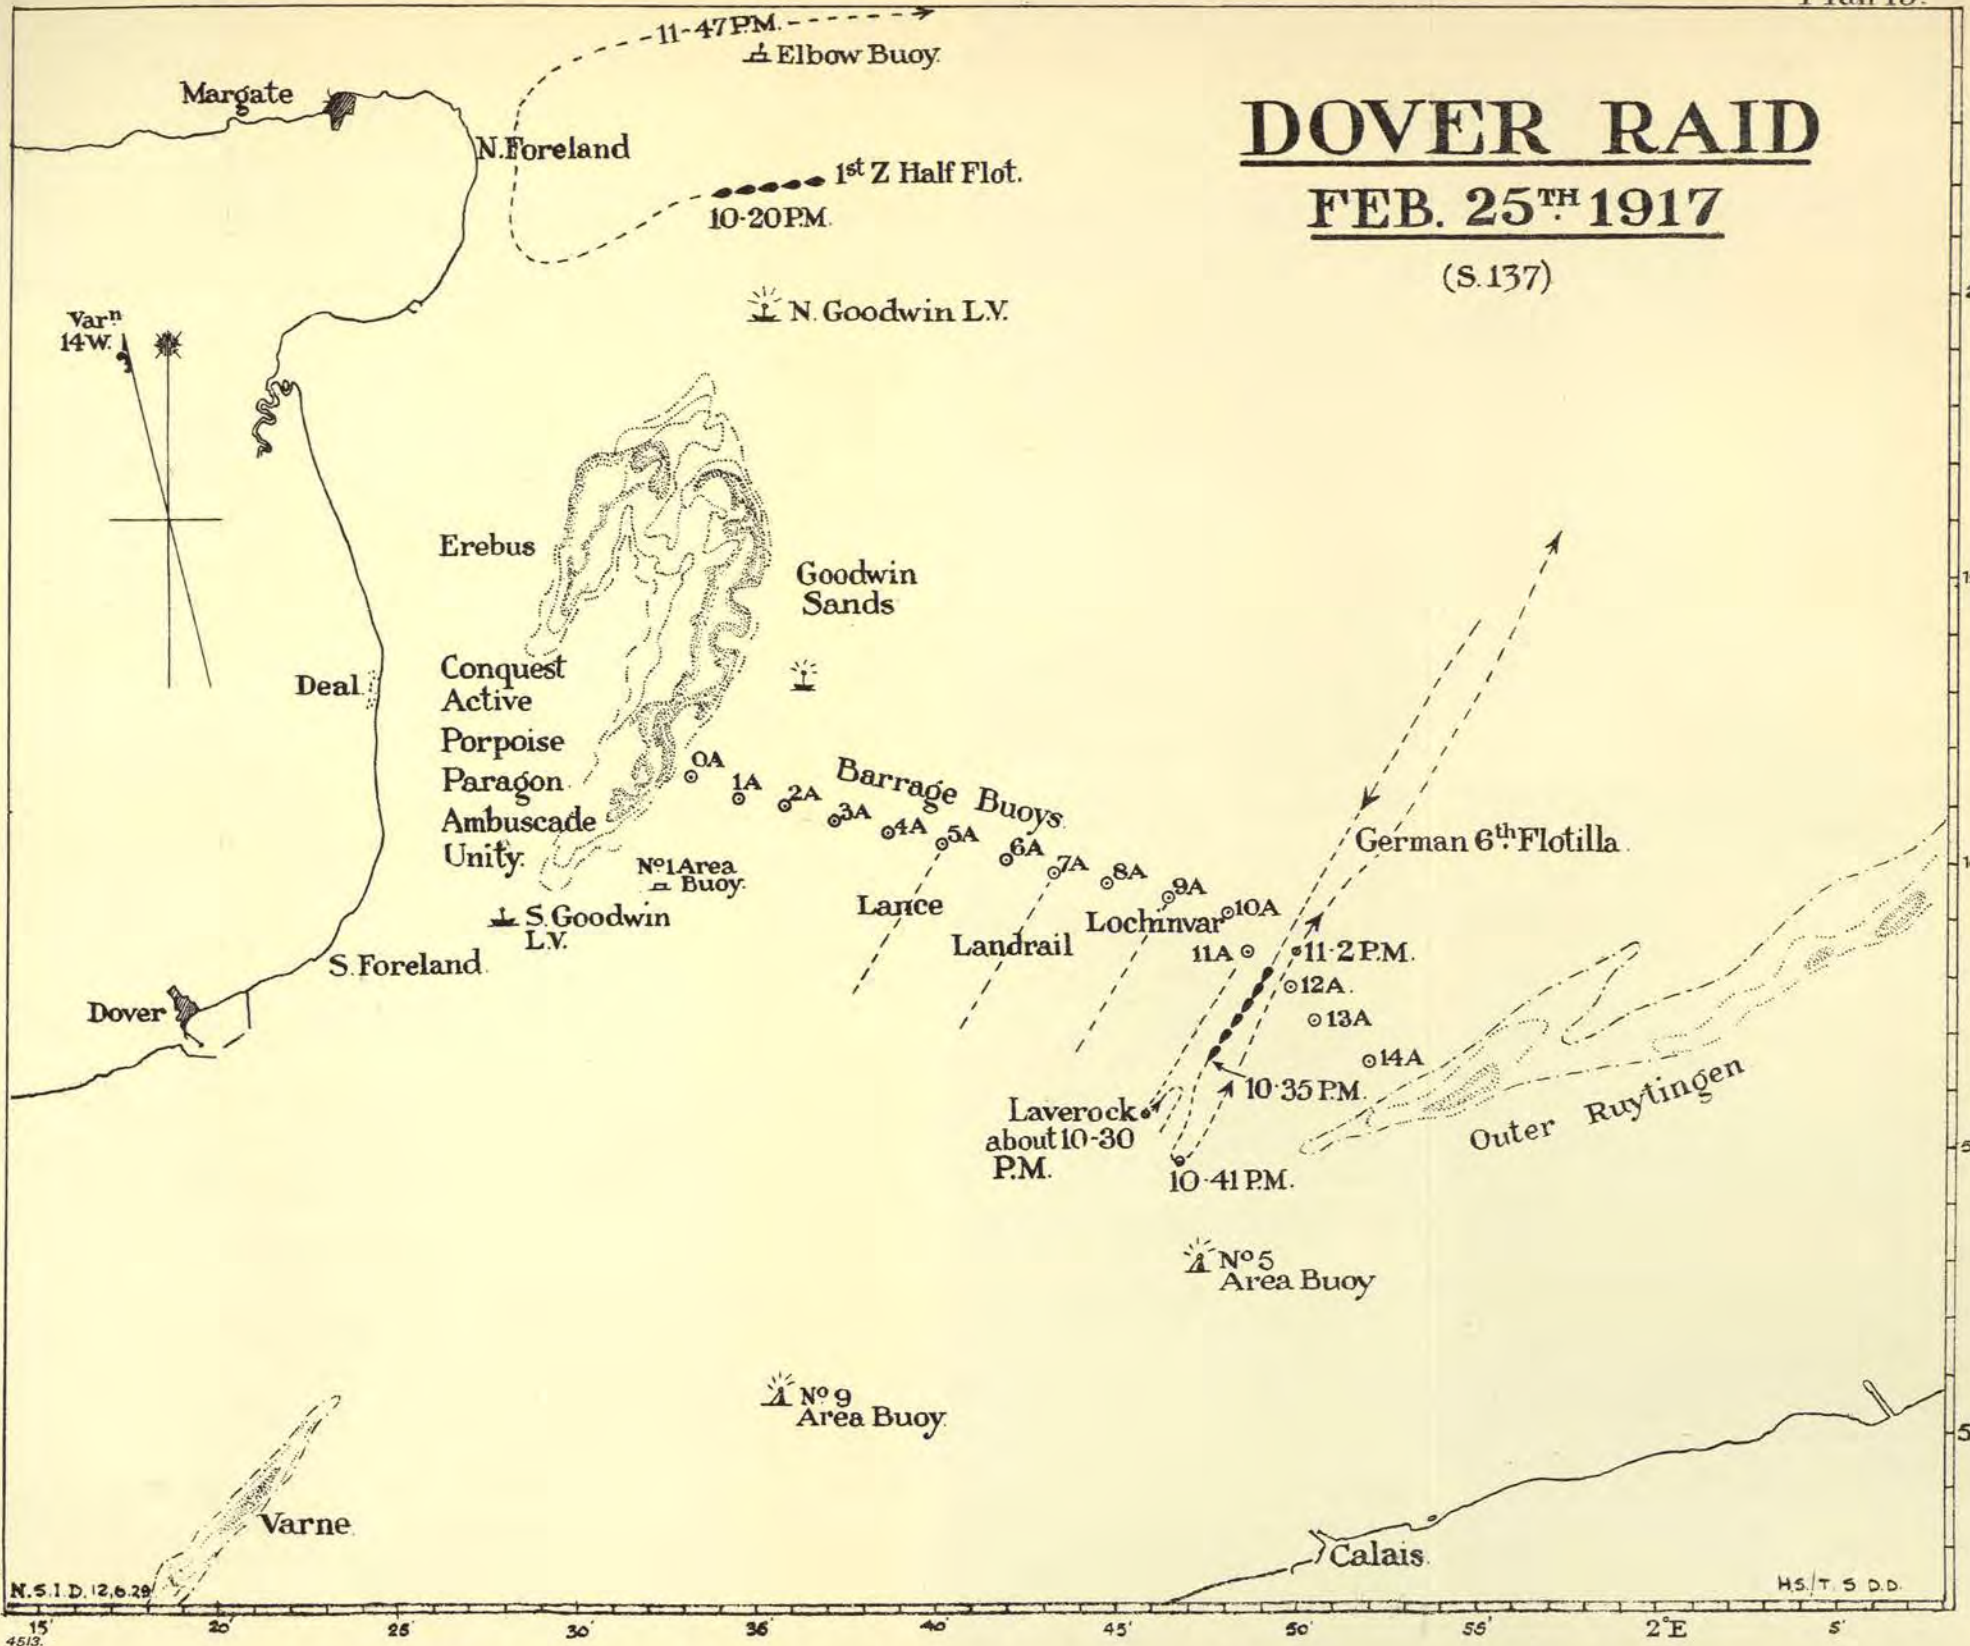 11-47 P.M.
Elbow Buoy.
Margate
N. Foreland
1st Z Half Flot.
10-20 P.M.
DOVER RAID
FEB. 25TH 1917
(S. 137)
N. Goodwin L.V.
Varn
14W.
Erebus
Goodwin
Sands
Deal
Conquest
Active
Porpoise
Paragon.
Ambuscade
Unity.
0A
1A
2A
3A
4A
5A
6A
7A
8A
9A
10A
11A
12A.
13A
14A
Barrage Buoys.
German 6th Flotilla.
No 1 Area
Buoy.
S. Goodwin
L.V.
S. Foreland.
Dover
Lance
Landrail
Lochinvar
11-2 P.M.
10-35 P.M.
Laverock
about 10-30
P.M.
10-41 P.M.
Outer Ruytingen
No 5
Area Buoy
No 9
Area Buoy.
Varne.
Calais.
N.S.I.D. 12.6.29
H.S./T.S D.D.
15' 20' 25' 30' 36' 40' 45' 50' 55' 2°E 5'
4513.